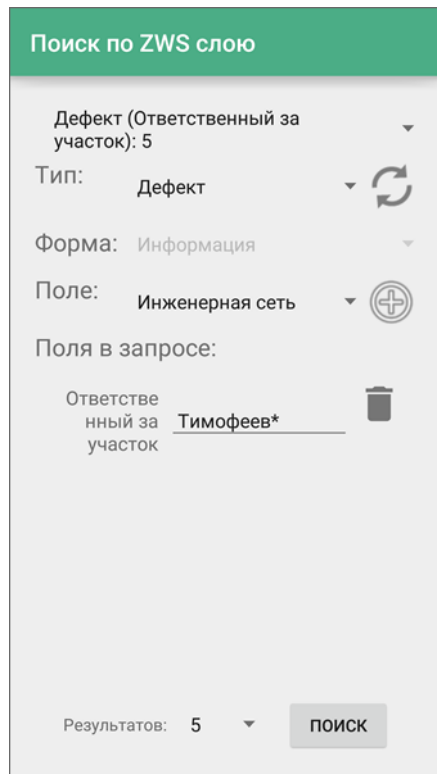 Поиск по ZWS слою
Дефект (Ответственный за
участок): 5
Тип: Дефект
Форма: Информация
Поле: Инженерная сеть
Поля в запросе:
Ответстве
нный за Тимофеев*
участок
Результатов: 5 ПОИСК